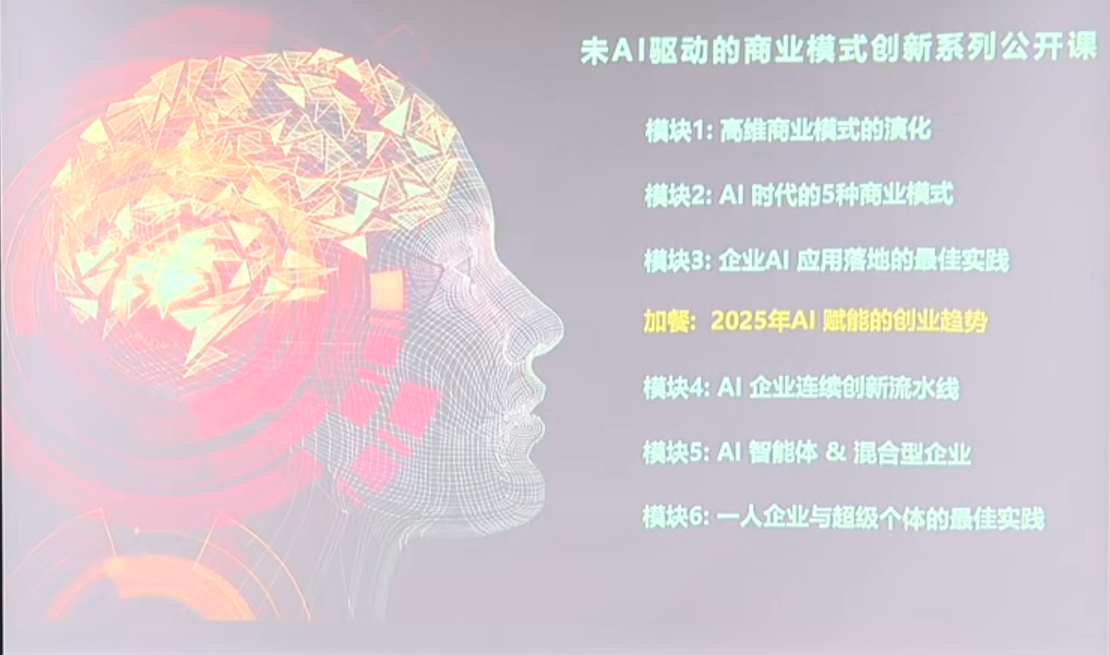 未AI驱动的商业模式创新系列公开课
模块1: 高维商业模式的演化
模块2: AI 时代的5种商业模式
模块3: 企业AI 应用落地的最佳实践
加餐: 2025年AI 赋能的创业趋势
模块4: AI 企业连续创新流水线
模块5: AI 智能体 & 混合型企业
模块6: 一人企业与超级个体的最佳实践